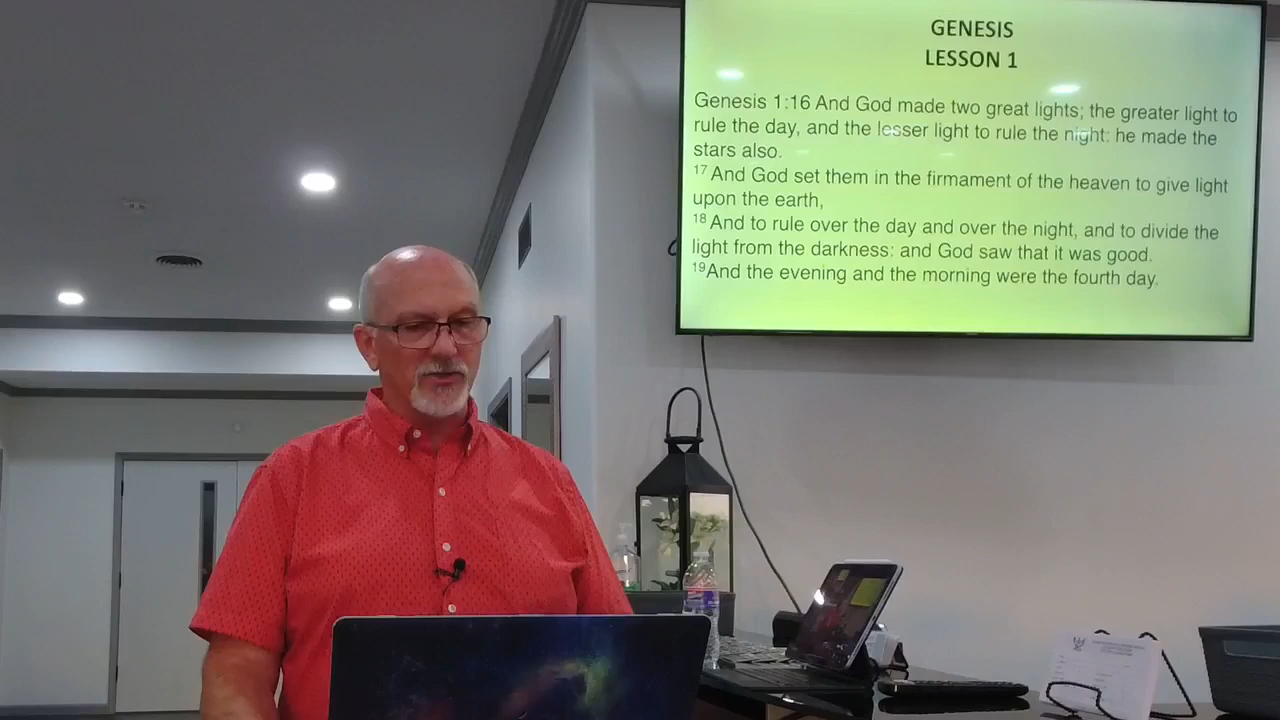 GENESIS
LESSON 1
Genesis 1:16 And God made two great lights; the greater light to
rule the day, and the lesser light to rule the night: he made the
stars also.
17 And God set them in the firmament of the heaven to give light
upon the earth,
18 And to rule over the day and over the night, and to divide the
light from the darkness: and God saw that it was good.
19And the evening and the morning were the fourth day.